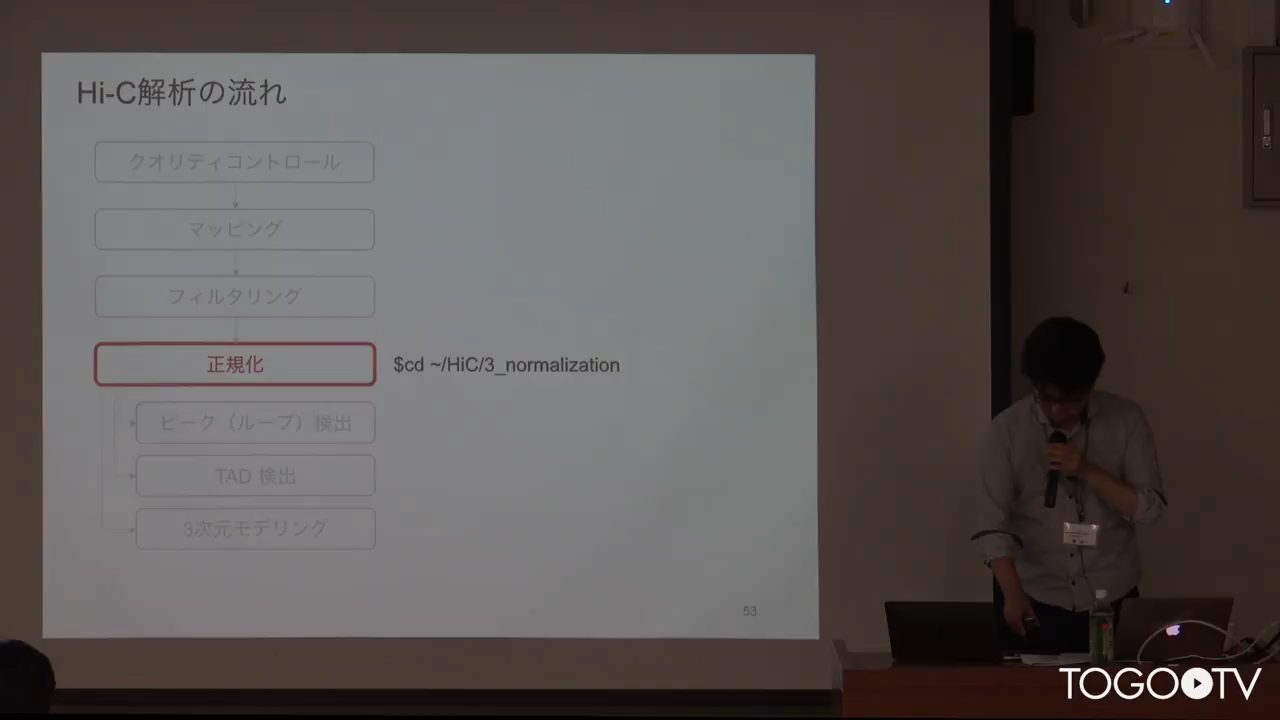 Hi-C解析の流れ
クオリティコントロール
マッピング
フィルタリング
正規化
$cd ~/HiC/3_normalization
ピーク（ループ）検出
TAD 検出
3次元モデリング
53
TOGOTV